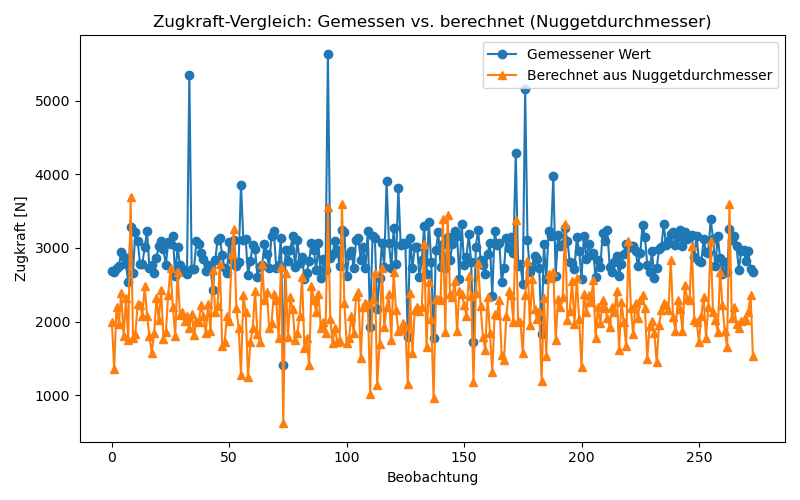 Zugkraft-Vergleich: Gemessen vs. berechnet (Nuggetdurchmesser)
Gemessener Wert
Berechnet aus Nuggetdurchmesser
Zugkraft [N]
5000
4000
3000
2000
1000
0 50 100 150 200 250
Beobachtung